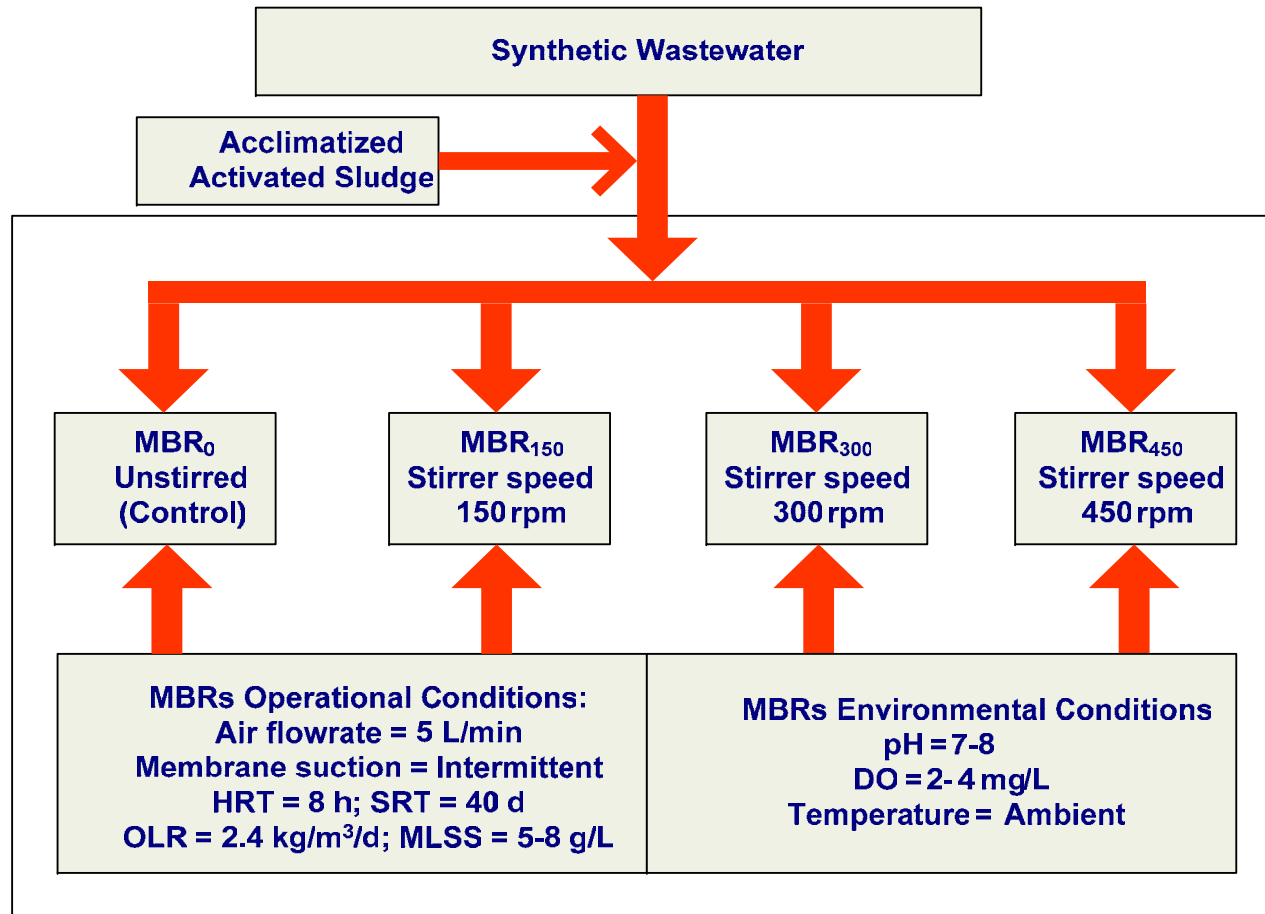 Synthetic Wastewater
Acclimatized
Activated Sludge
MBR₀
Unstirred
(Control)
MBR₁₅₀
Stirrer speed
150 rpm
MBR₃₀₀
Stirrer speed
300 rpm
MBR₄₅₀
Stirrer speed
450 rpm
MBRs Operational Conditions:
Air flowrate = 5 L/min
Membrane suction = Intermittent
HRT = 8 h; SRT = 40 d
OLR = 2.4 kg/m³/d; MLSS = 5-8 g/L
MBRs Environmental Conditions
pH = 7-8
DO = 2- 4 mg/L
Temperature = Ambient